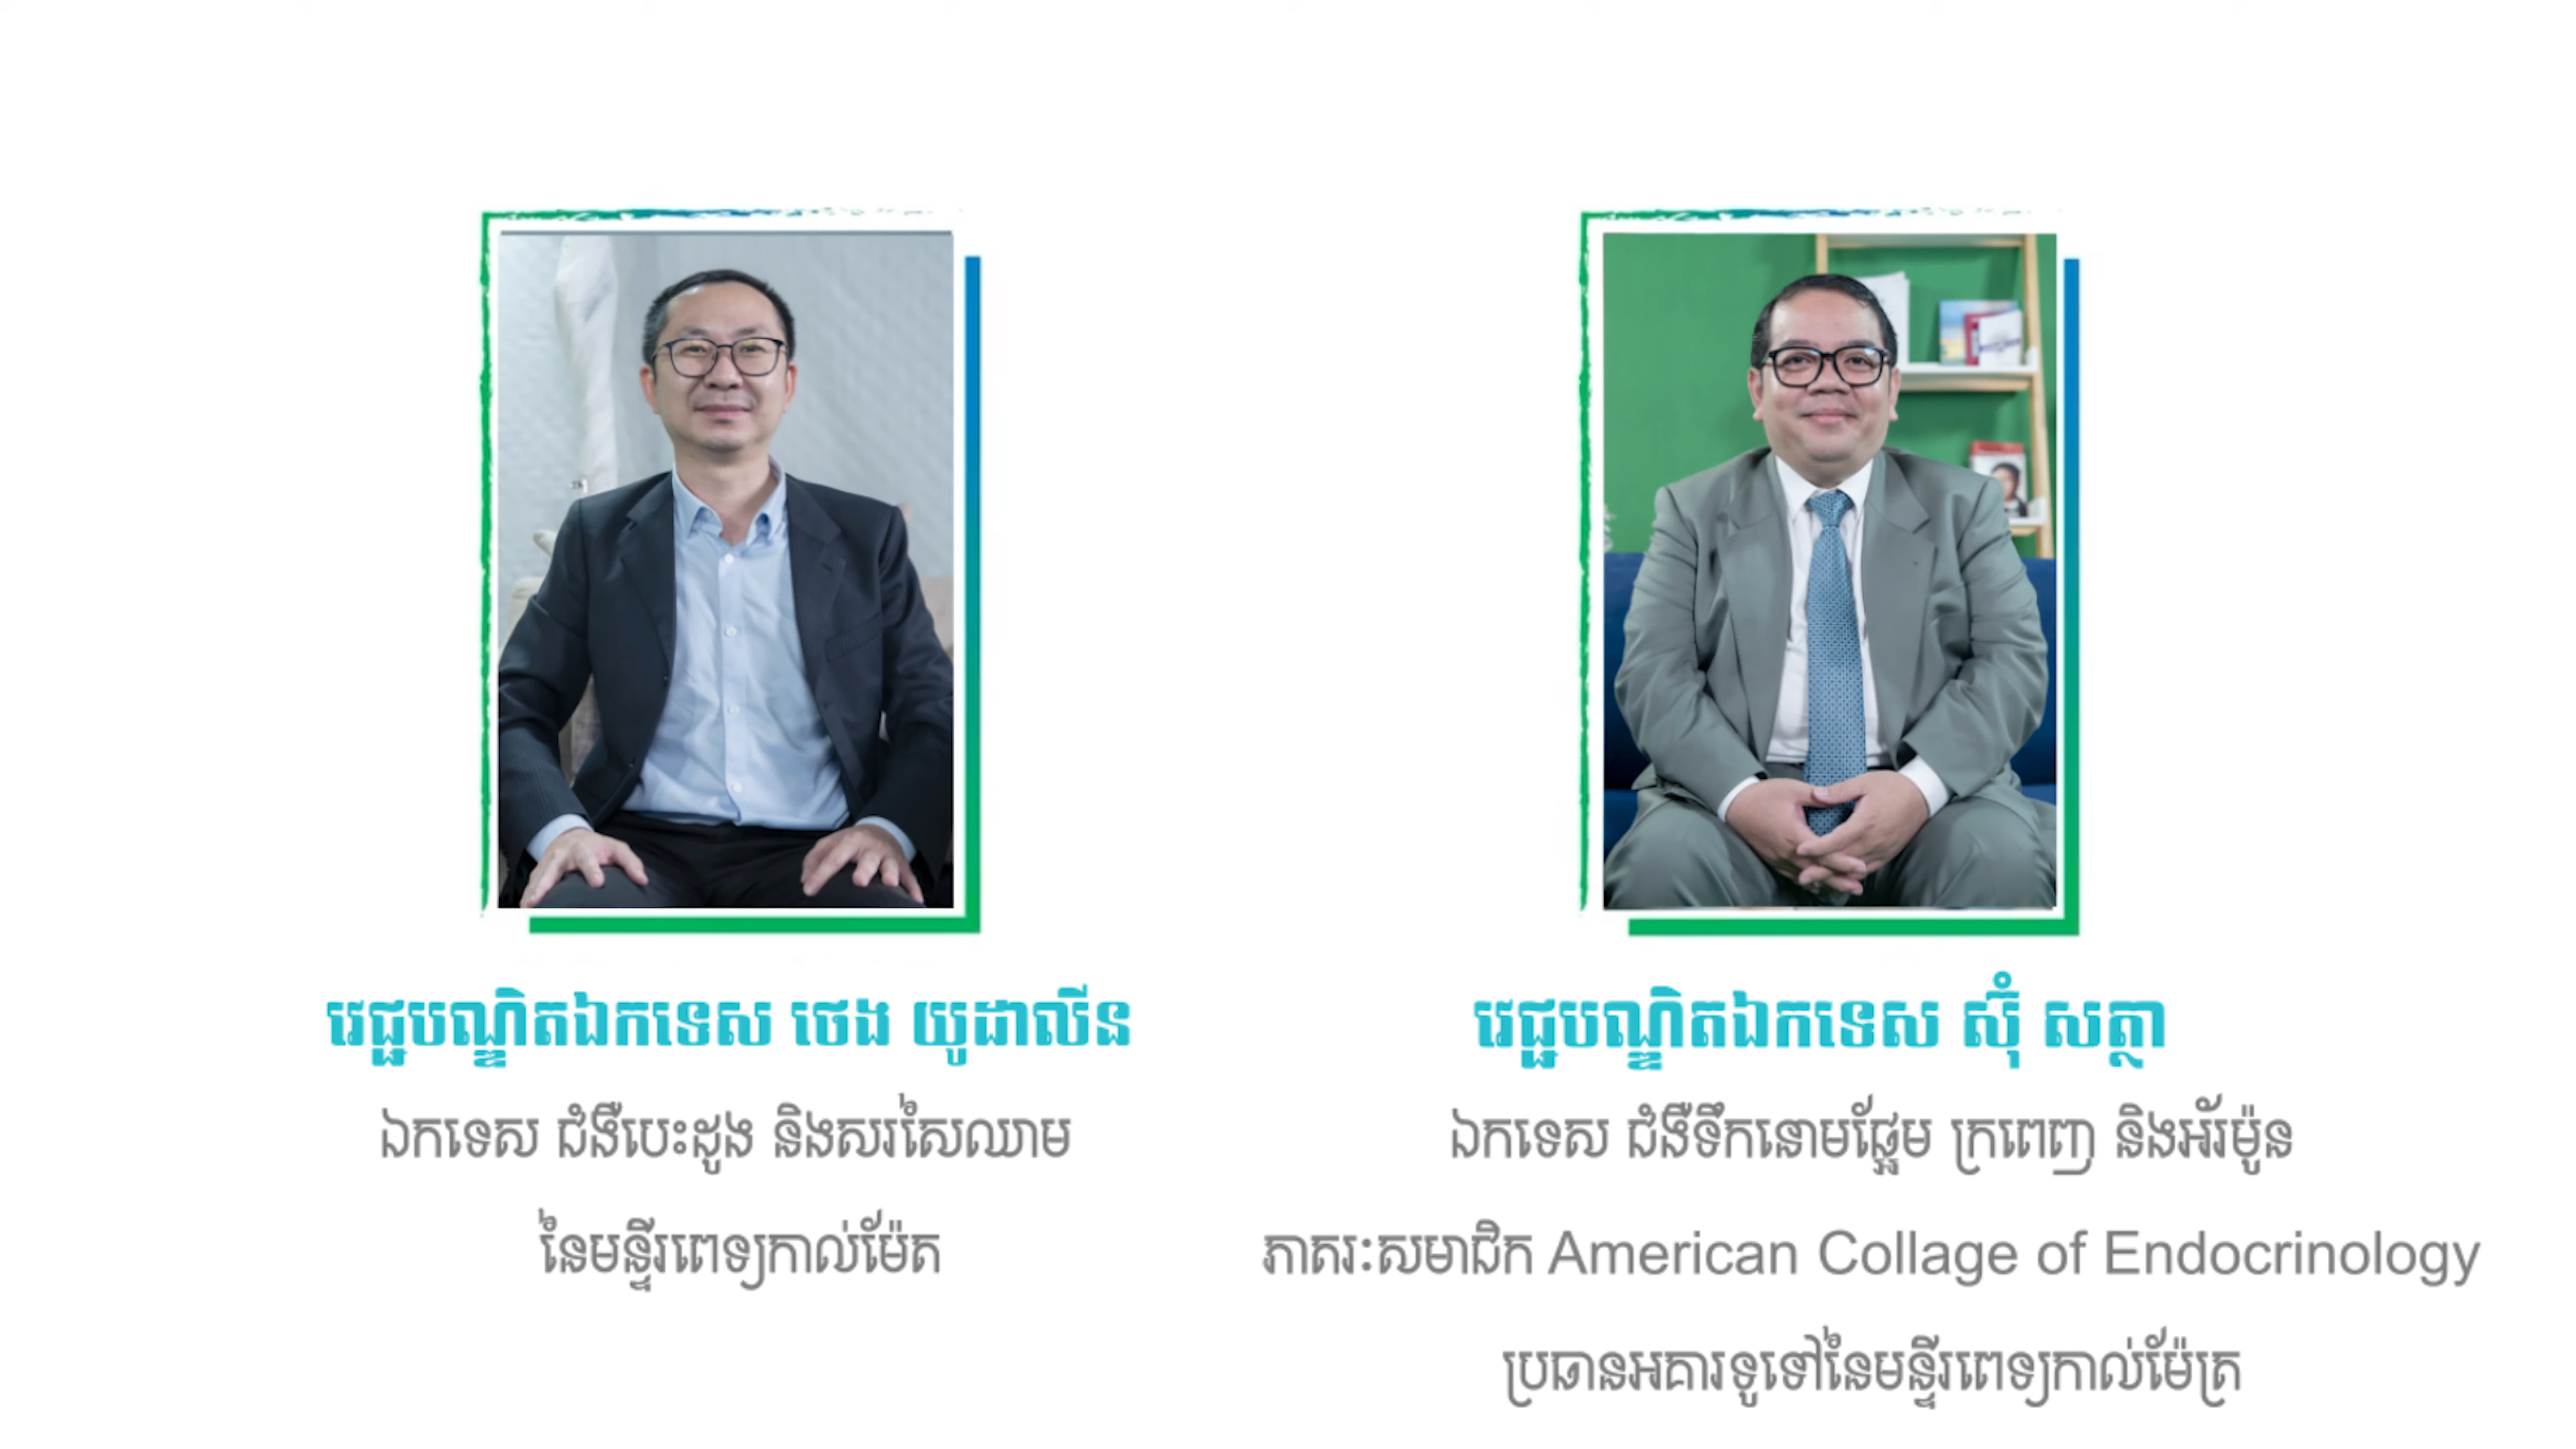 វេជ្ជបណ្ឌិតឯកទេស ថេង យូដាលីន
ឯកទេស ជំងឺបេះដូង និងសរសៃឈាម
នៃមន្ទីរពេទ្យកាល់ម៉ែត
វេជ្ជបណ្ឌិតឯកទេស ស៊ុំ សត្ថា
ឯកទេស ជំងឺទឹកនោមផ្អែម ក្រពេញ និងអ័រម៉ូន
ភាតរៈសមាជិក American Collage of Endocrinology
ប្រធានអគារទូទៅនៃមន្ទីរពេទ្យកាល់ម៉ែត្រ